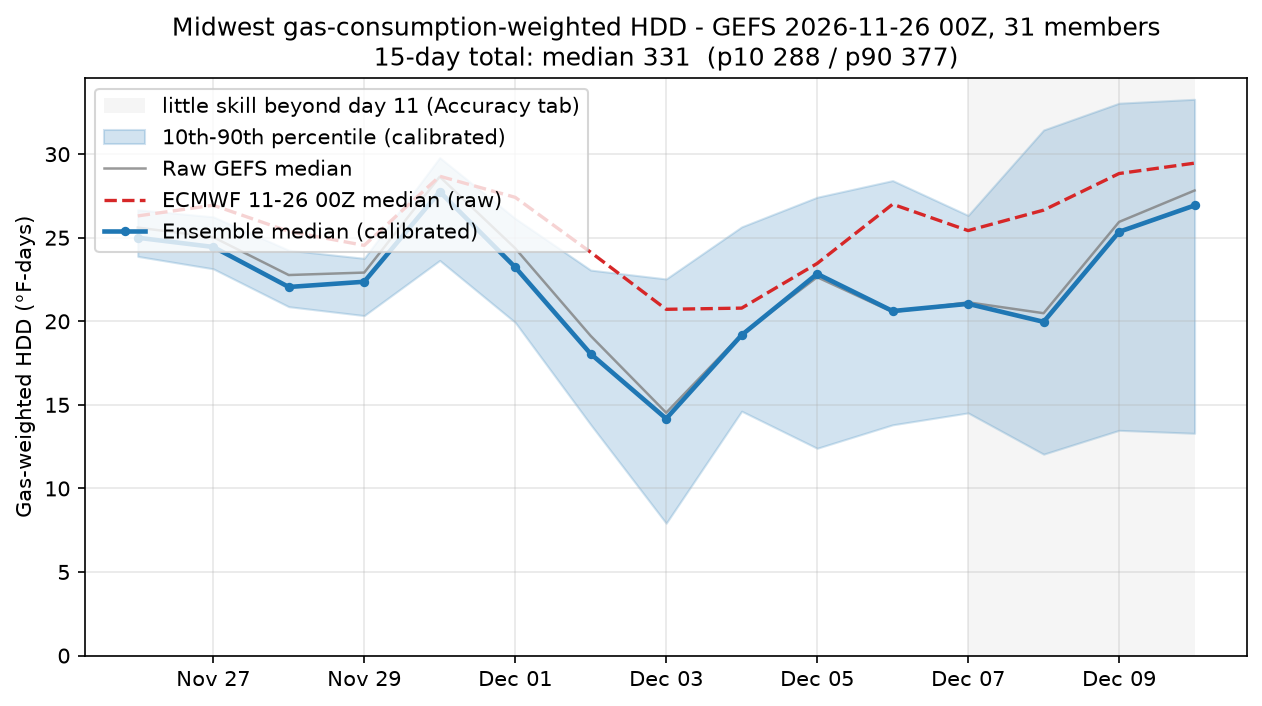 Midwest gas-consumption-weighted HDD - GEFS 2026-11-26 00Z, 31 members
15-day total: median 331  (p10 288 / p90 377)
little skill beyond day 11 (Accuracy tab)
10th-90th percentile (calibrated)
Raw GEFS median
ECMWF 11-26 00Z median (raw)
Ensemble median (calibrated)
Gas-weighted HDD (°F-days)
30
25
20
15
10
5
0
Nov 27
Nov 29
Dec 01
Dec 03
Dec 05
Dec 07
Dec 09